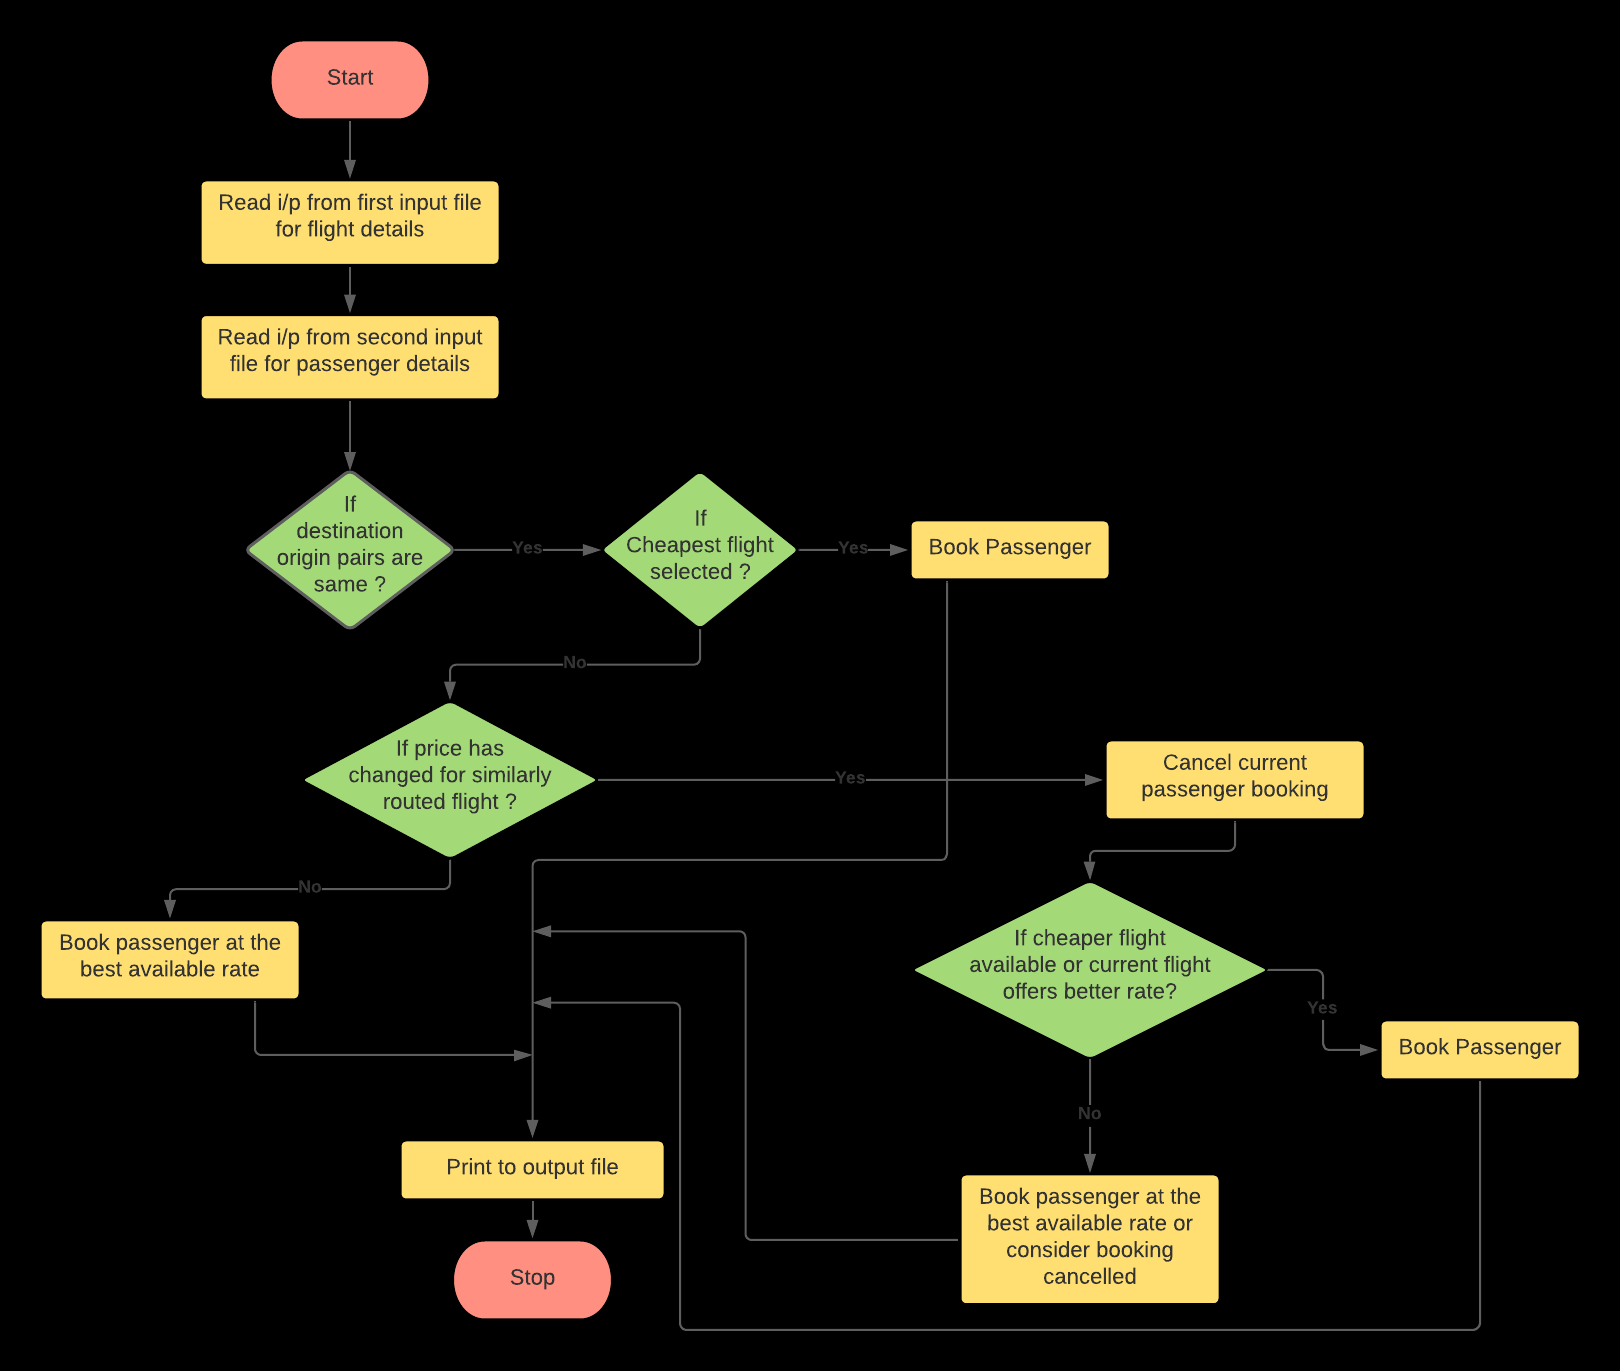 Start
Read i/p from first input file
for flight details
Read i/p from second input
file for passenger details
If
destination
origin pairs are
same ?
Yes
If
Cheapest flight
selected ?
Yes
Book Passenger
No
If price has
changed for similarly
routed flight ?
Yes
Cancel current
passenger booking
No
Book passenger at the
best available rate
If cheaper flight
available or current flight
offers better rate?
Yes
Book Passenger
No
Print to output file
Book passenger at the
best available rate or
consider booking
cancelled
Stop